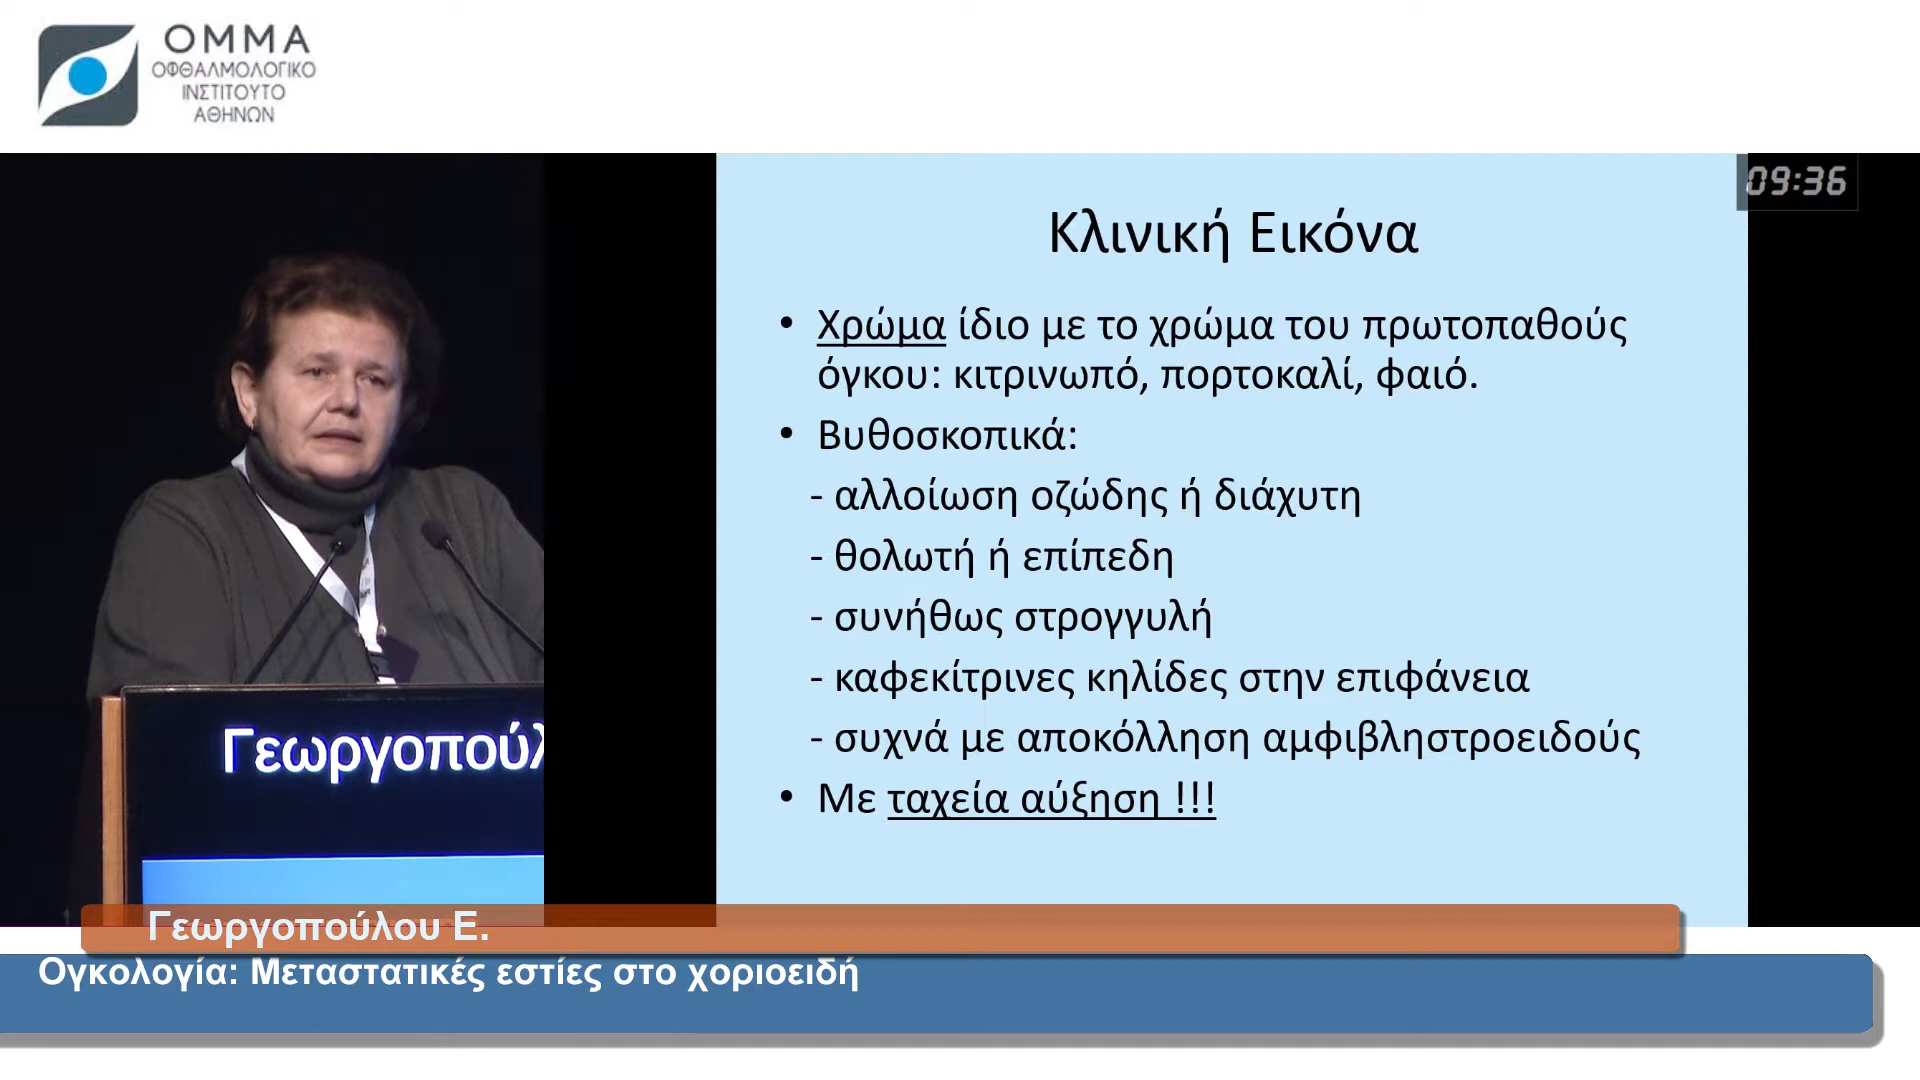 ΟΜΜΑ
ΟΦΘΑΛΜΟΛΟΓΙΚΟ
ΙΝΣΤΙΤΟΥΤΟ
ΑΘΗΝΩΝ
09:36
Κλινική Εικόνα
• Χρώμα ίδιο με το χρώμα του πρωτοπαθούς
όγκου: κιτρινωπό, πορτοκαλί, φαιό.
• Βυθοσκοπικά:
- αλλοίωση οζώδης ή διάχυτη
- θολωτή ή επίπεδη
- συνήθως στρογγυλή
- καφεκίτρινες κηλίδες στην επιφάνεια
- συχνά με αποκόλληση αμφιβληστροειδούς
• Με ταχεία αύξηση !!!
Γεωργοπούλ
Γεωργοπούλου Ε.
Ογκολογία: Μεταστατικές εστίες στο χοριοειδή